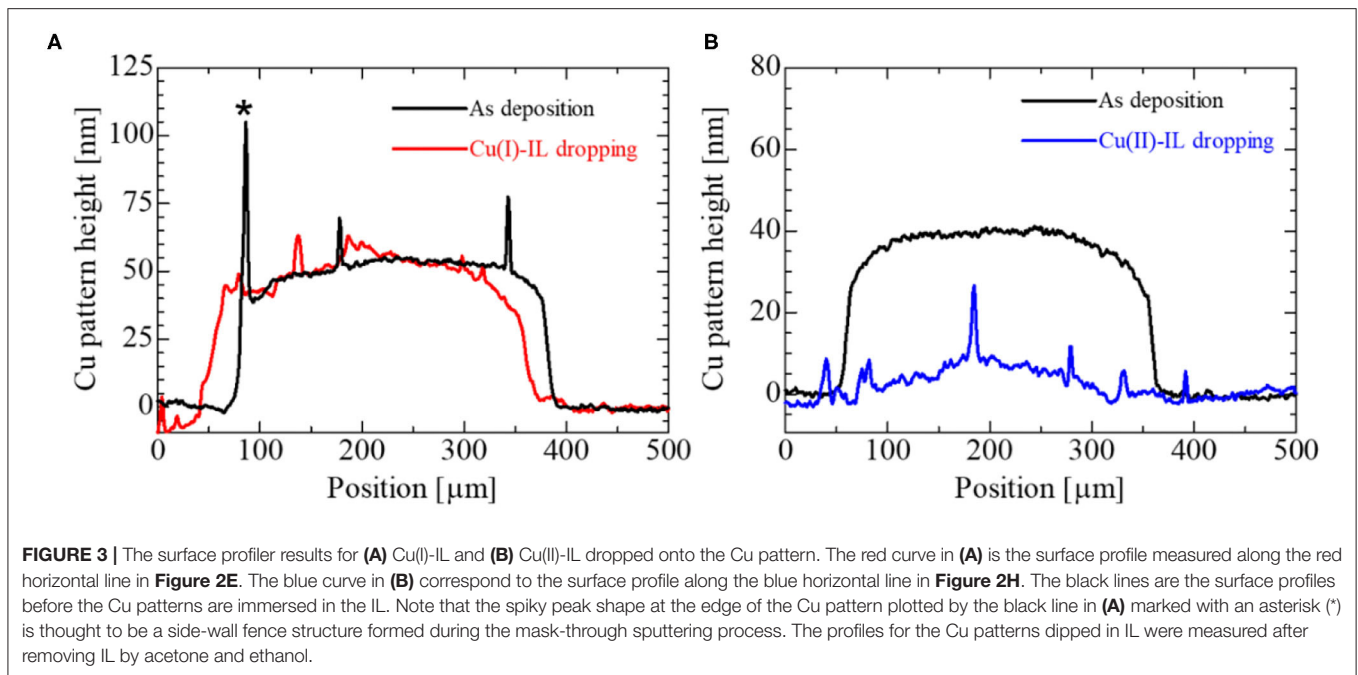 A
B
125
100
75
50
25
0
Cu pattern height [nm]
*
As deposition
Cu(I)-IL dropping
0
100
200
300
400
500
Position [µm]
80
60
40
20
0
Cu pattern height [nm]
As deposition
Cu(II)-IL dropping
0
100
200
300
400
500
Position [µm]
FIGURE 3 | The surface profiler results for (A) Cu(I)-IL and (B) Cu(II)-IL dropped onto the Cu pattern. The red curve in (A) is the surface profile measured along the red
horizontal line in Figure 2E. The blue curve in (B) correspond to the surface profile along the blue horizontal line in Figure 2H. The black lines are the surface profiles
before the Cu patterns are immersed in the IL. Note that the spiky peak shape at the edge of the Cu pattern plotted by the black line in (A) marked with an asterisk (*)
is thought to be a side-wall fence structure formed during the mask-through sputtering process. The profiles for the Cu patterns dipped in IL were measured after
removing IL by acetone and ethanol.